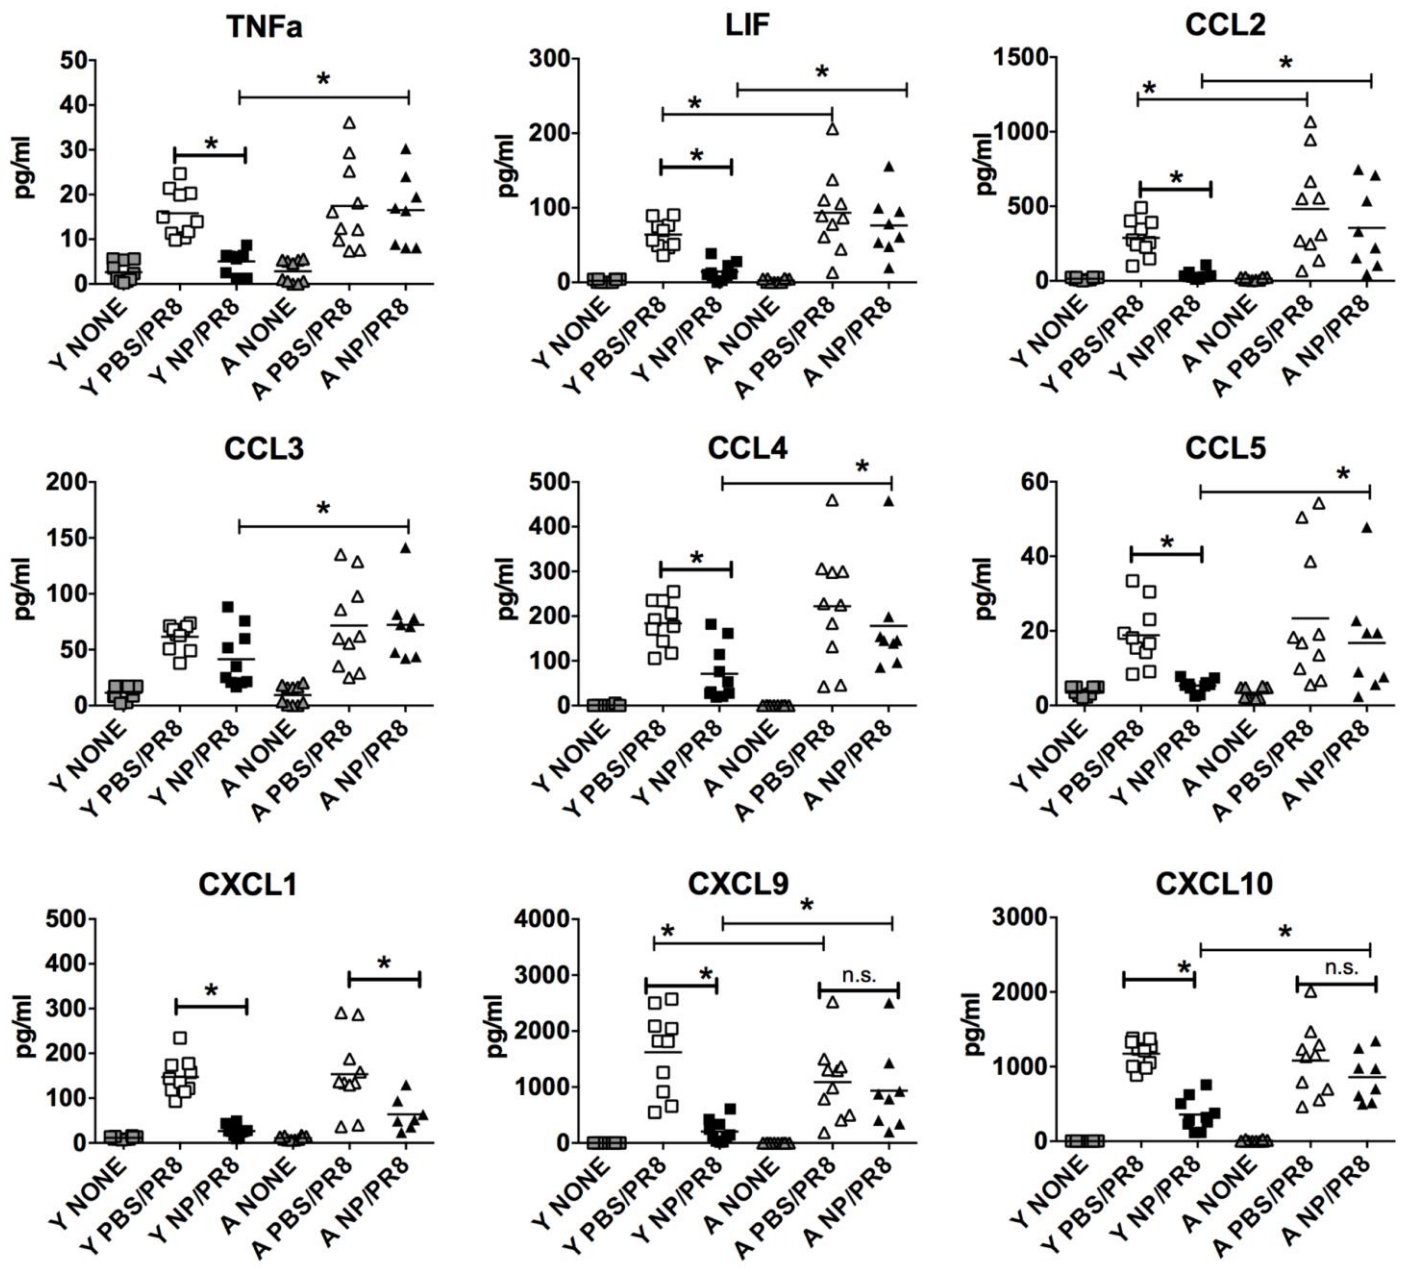 TNFa
LIF
CCL2
50
40
30
20
10
0
pg/ml
*
*
Y NONE
Y PBS/PR8
Y NP/PR8
A NONE
A PBS/PR8
A NP/PR8
300
200
100
0
pg/ml
*
*
*
Y NONE
Y PBS/PR8
Y NP/PR8
A NONE
A PBS/PR8
A NP/PR8
1500
1000
500
0
pg/ml
*
*
*
Y NONE
Y PBS/PR8
Y NP/PR8
A NONE
A PBS/PR8
A NP/PR8
CCL3
CCL4
CCL5
200
150
100
50
0
pg/ml
*
Y NONE
Y PBS/PR8
Y NP/PR8
A NONE
A PBS/PR8
A NP/PR8
500
400
300
200
100
0
pg/ml
*
*
Y NONE
Y PBS/PR8
Y NP/PR8
A NONE
A PBS/PR8
A NP/PR8
60
40
20
0
pg/ml
*
*
Y NONE
Y PBS/PR8
Y NP/PR8
A NONE
A PBS/PR8
A NP/PR8
CXCL1
CXCL9
CXCL10
500
400
300
200
100
0
pg/ml
*
*
Y NONE
Y PBS/PR8
Y NP/PR8
A NONE
A PBS/PR8
A NP/PR8
4000
3000
2000
1000
0
pg/ml
*
*
*
n.s.
Y NONE
Y PBS/PR8
Y NP/PR8
A NONE
A PBS/PR8
A NP/PR8
3000
2000
1000
0
pg/ml
*
*
n.s.
Y NONE
Y PBS/PR8
Y NP/PR8
A NONE
A PBS/PR8
A NP/PR8